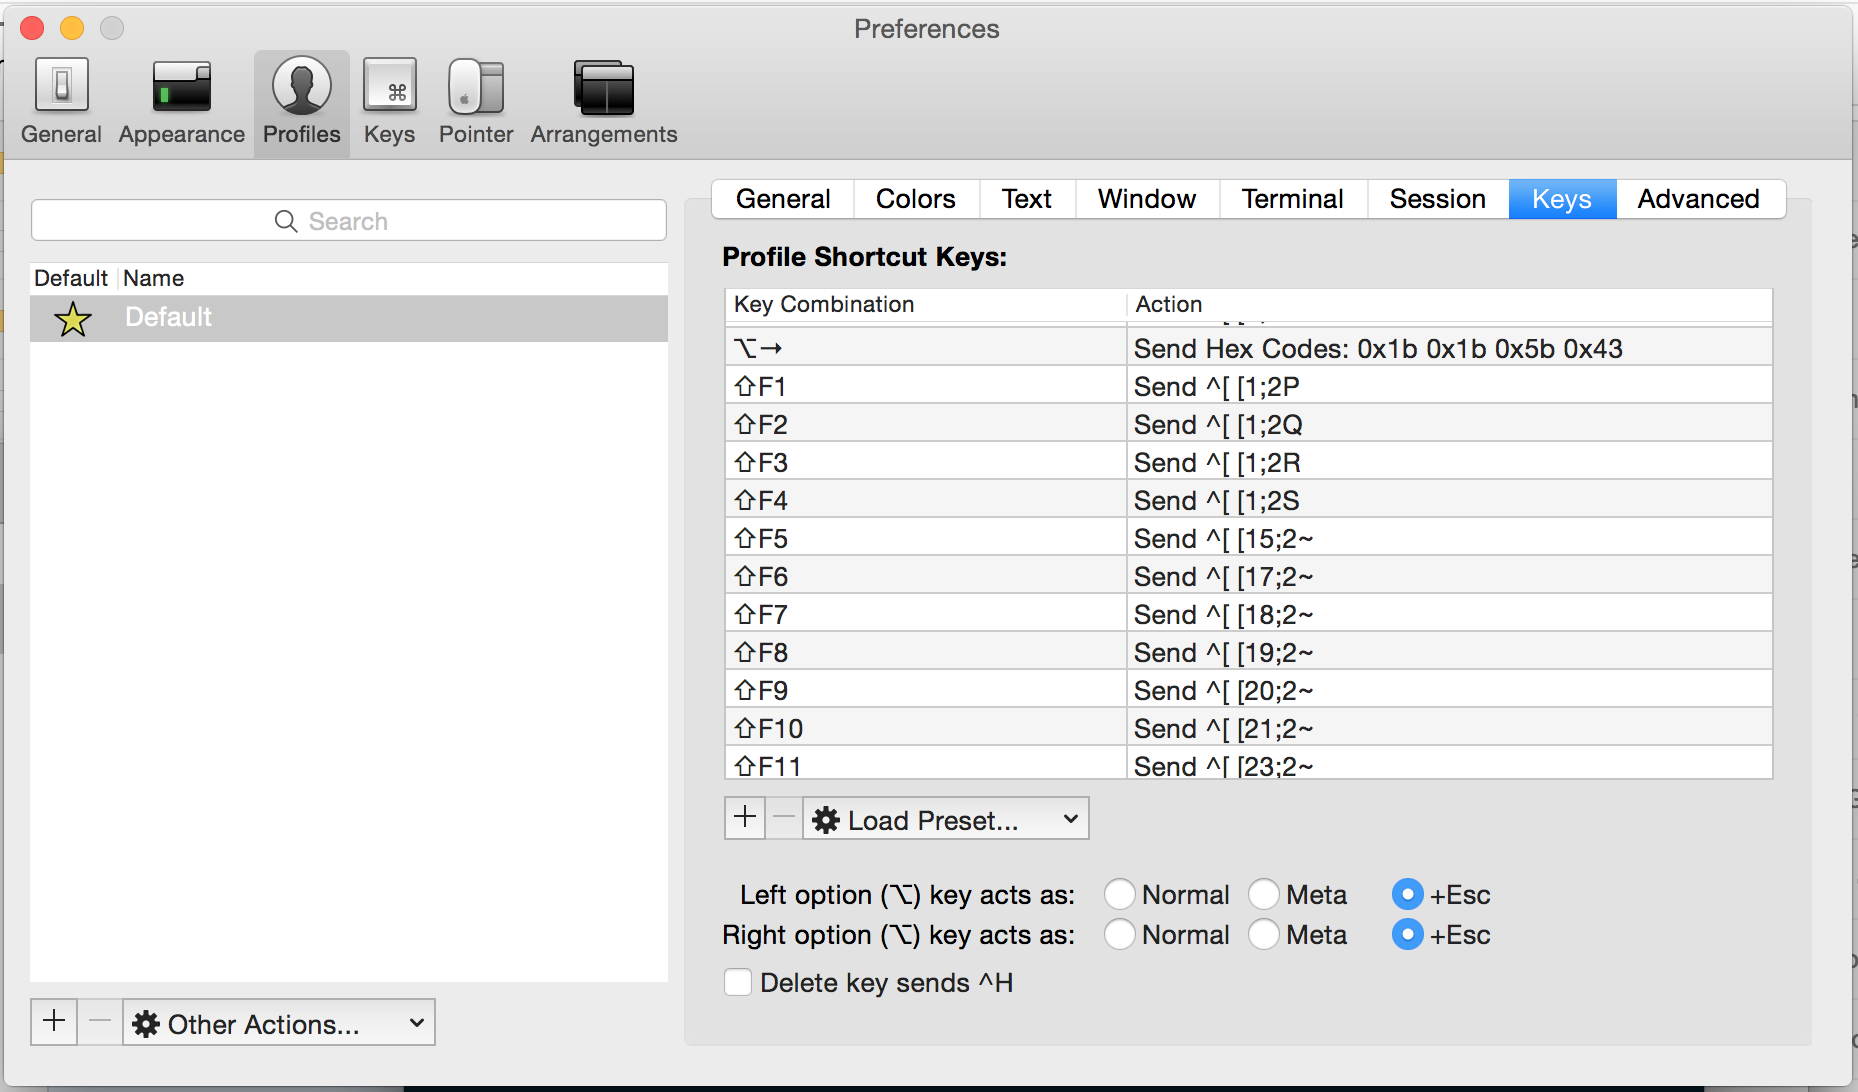 Preferences
General Appearance Profiles Keys Pointer Arrangements
Search
Default Name
Default
General Colors Text Window Terminal Session Keys Advanced
Profile Shortcut Keys:
Key Combination Action
⌥→ Send Hex Codes: 0x1b 0x1b 0x5b 0x43
⇧F1 Send ^[ [1;2P
⇧F2 Send ^[ [1;2Q
⇧F3 Send ^[ [1;2R
⇧F4 Send ^[ [1;2S
⇧F5 Send ^[ [15;2~
⇧F6 Send ^[ [17;2~
⇧F7 Send ^[ [18;2~
⇧F8 Send ^[ [19;2~
⇧F9 Send ^[ [20;2~
⇧F10 Send ^[ [21;2~
⇧F11 Send ^[ [23;2~
Load Preset...
Left option (⌥) key acts as: Normal Meta +Esc
Right option (⌥) key acts as: Normal Meta +Esc
Delete key sends ^H
Other Actions...